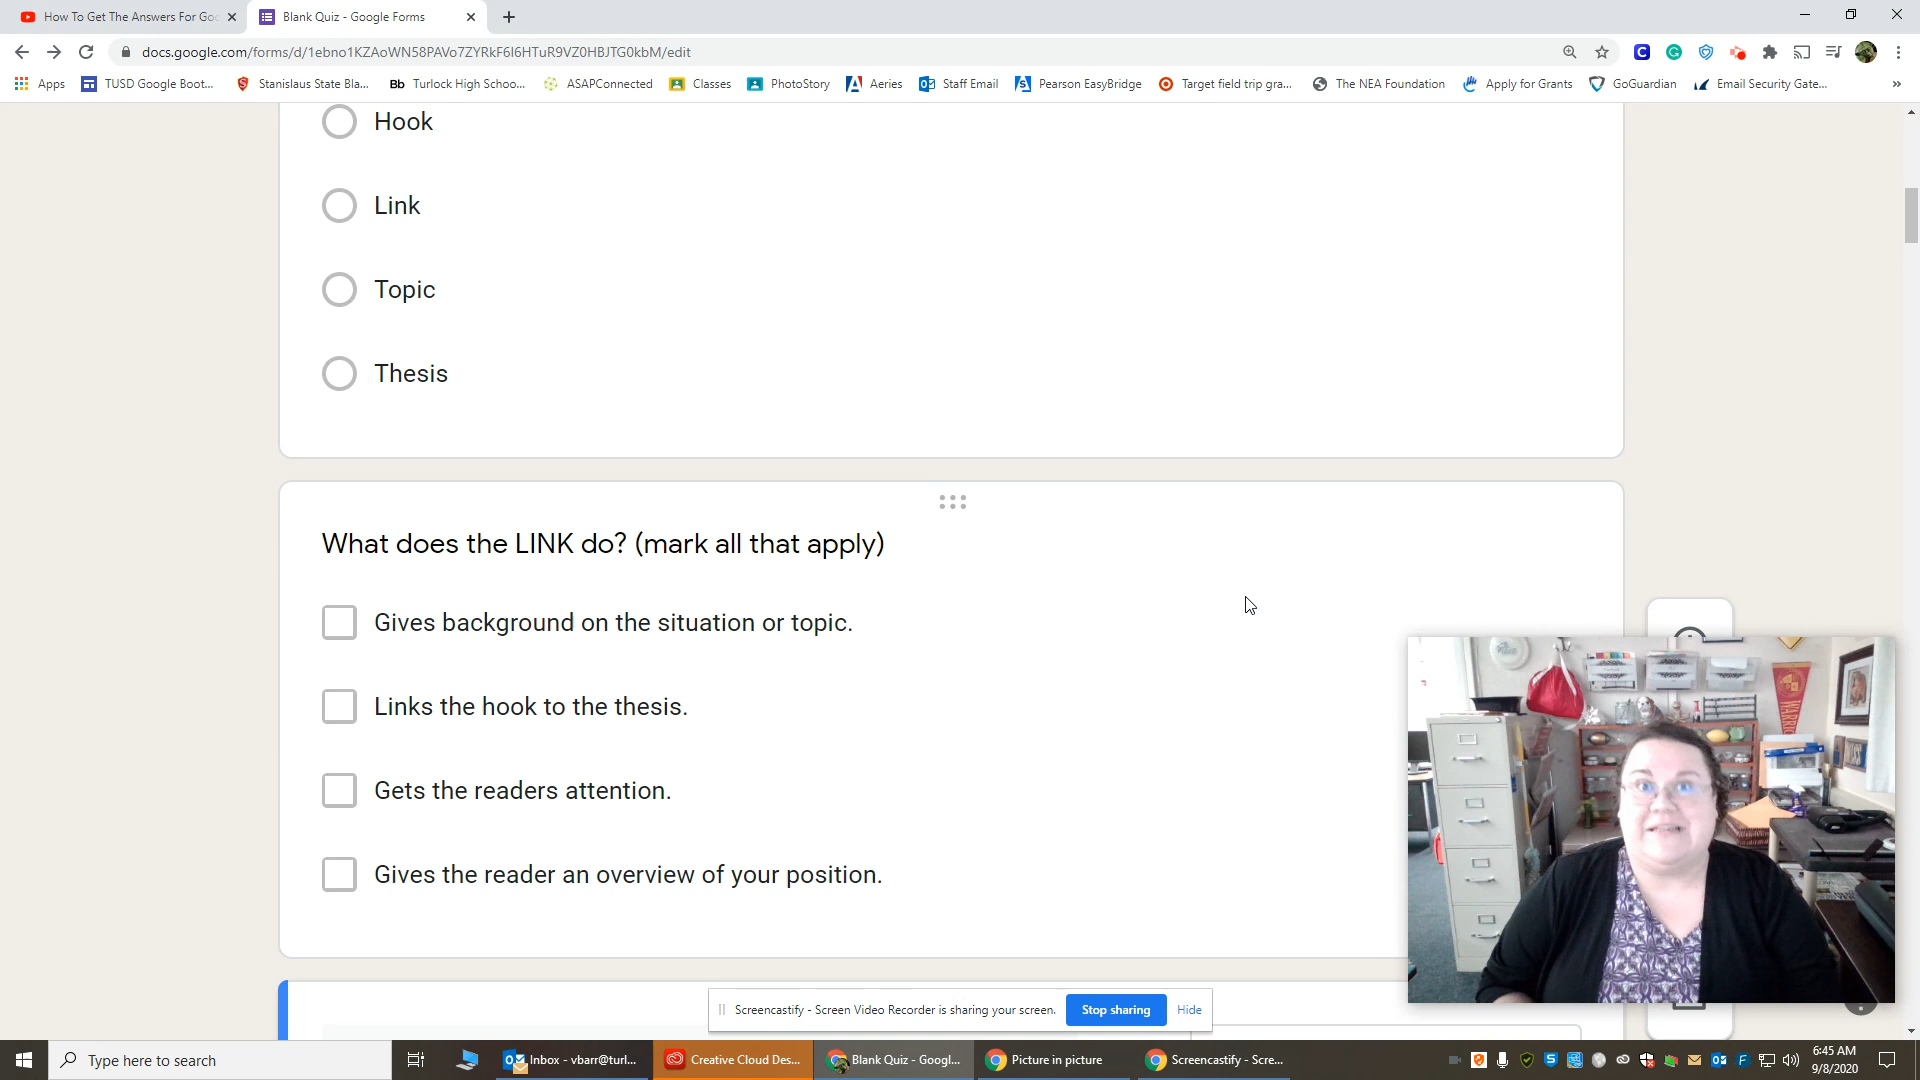 How To Get The Answers For Goo
Blank Quiz - Google Forms
docs.google.com/forms/d/1ebno1KZAoWN58PAVo7ZYRkF6I6HTuR9VZ0HBJTG0kbM/edit
Apps
TUSD Google Boot...
Stanislaus State Bla...
Bb Turlock High Schoo...
ASAPConnected
Classes
PhotoStory
Aeries
Staff Email
Pearson EasyBridge
Target field trip gra...
The NEA Foundation
Apply for Grants
GoGuardian
Email Security Gate...
Hook
Link
Topic
Thesis
What does the LINK do? (mark all that apply)
Gives background on the situation or topic.
Links the hook to the thesis.
Gets the readers attention.
Gives the reader an overview of your position.
Screencastify - Screen Video Recorder is sharing your screen.
Stop sharing
Hide
Type here to search
Inbox - vbarr@turl...
Creative Cloud Des...
Blank Quiz - Googl...
Picture in picture
Screencastify - Scre...
6:45 AM
9/8/2020